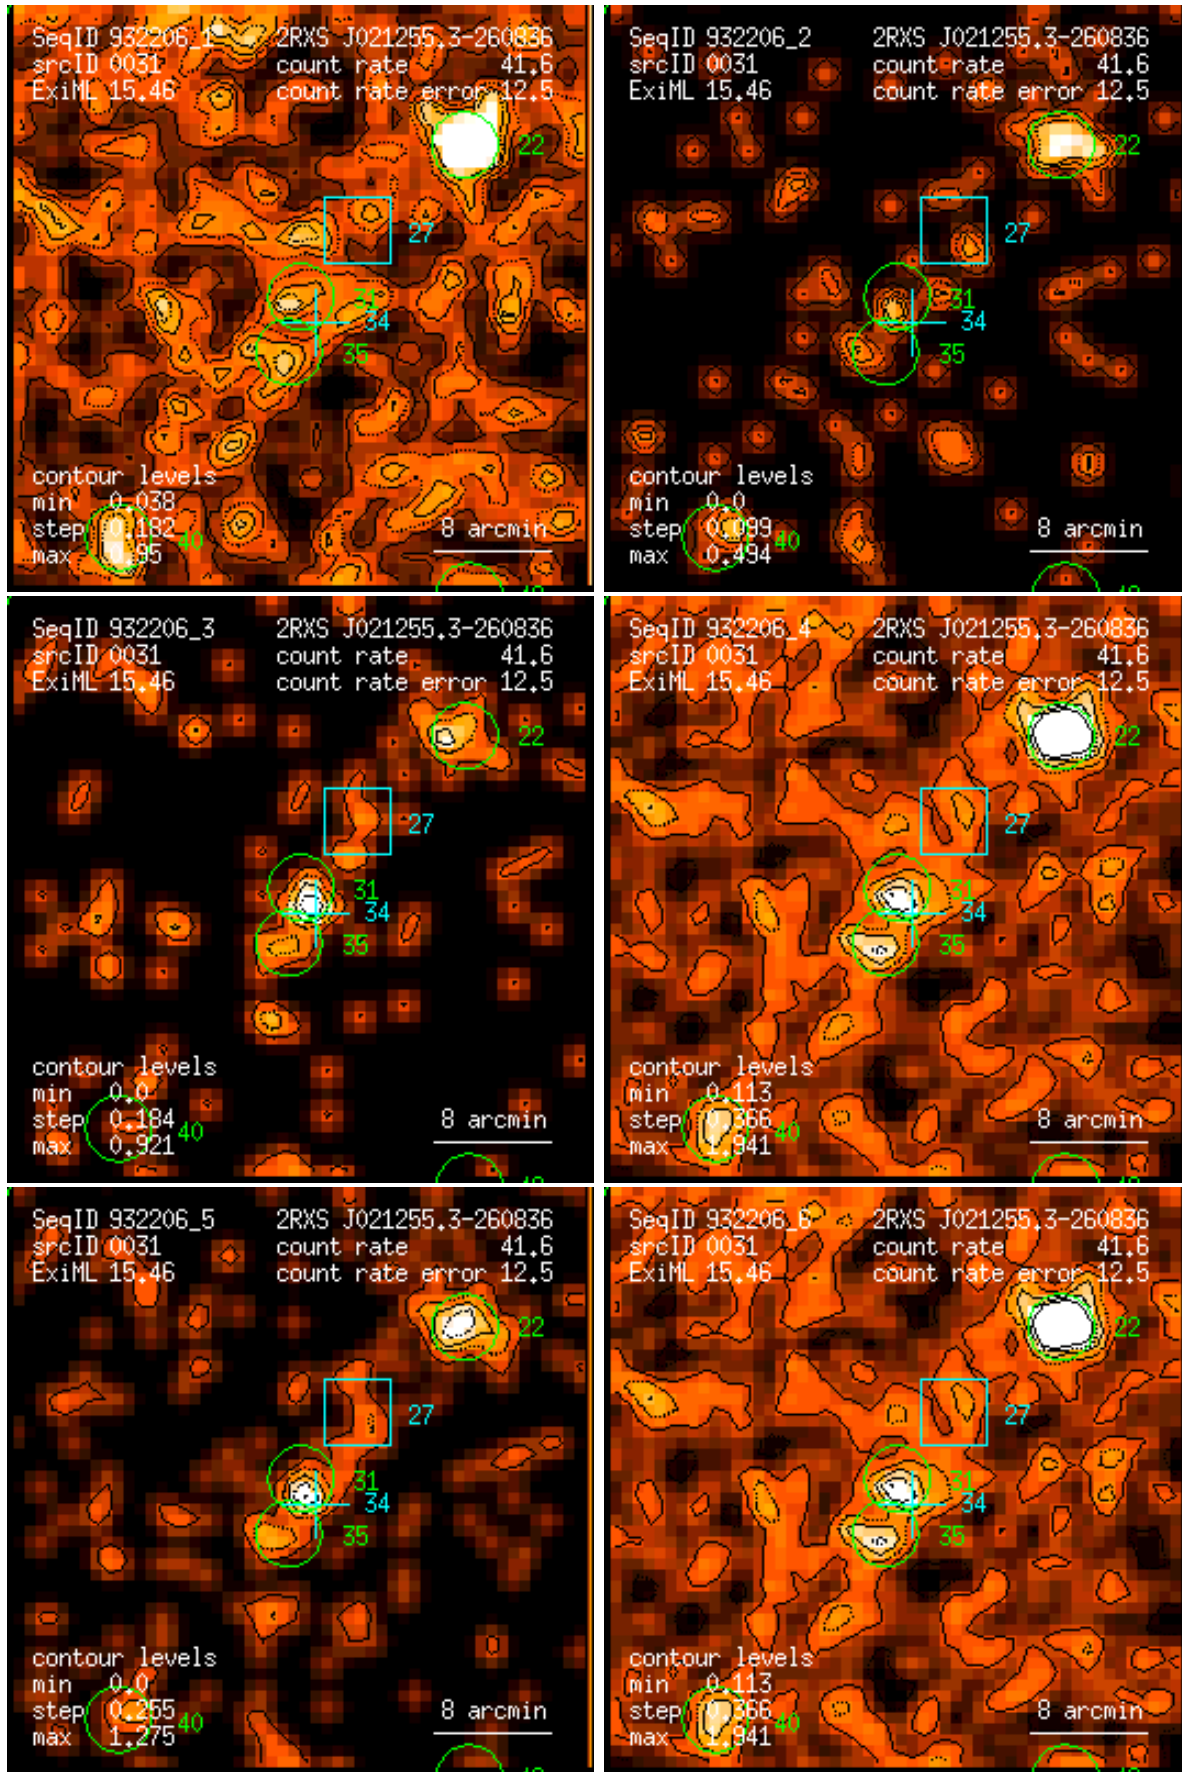 SeqID 932206_1 2RXS J021255.3-260836
srcID 0031 count rate 41.6
ExiML 15.46 count rate error 12.5
22
27
31
34
35
contour levels
min 0.038
step 0.182 8 arcmin
max 0.95 40
SeqID 932206_2 2RXS J021255.3-260836
srcID 0031 count rate 41.6
ExiML 15.46 count rate error 12.5
22
27
31
34
35
contour levels
min 0.0
step 0.099 8 arcmin
max 0.494 40
SeqID 932206_3 2RXS J021255.3-260836
srcID 0031 count rate 41.6
ExiML 15.46 count rate error 12.5
22
27
31
34
35
contour levels
min 0.0
step 0.184 8 arcmin
max 0.921 40
SeqID 932206_4 2RXS J021255.3-260836
srcID 0031 count rate 41.6
ExiML 15.46 count rate error 12.5
22
27
31
34
35
contour levels
min 0.113
step 0.366 8 arcmin
max 1.941 40
SeqID 932206_5 2RXS J021255.3-260836
srcID 0031 count rate 41.6
ExiML 15.46 count rate error 12.5
22
27
31
34
35
contour levels
min 0.0
step 0.255 8 arcmin
max 1.275 40
SeqID 932206_6 2RXS J021255.3-260836
srcID 0031 count rate 41.6
ExiML 15.46 count rate error 12.5
22
27
31
34
35
contour levels
min 0.113
step 0.366 8 arcmin
max 1.941 40